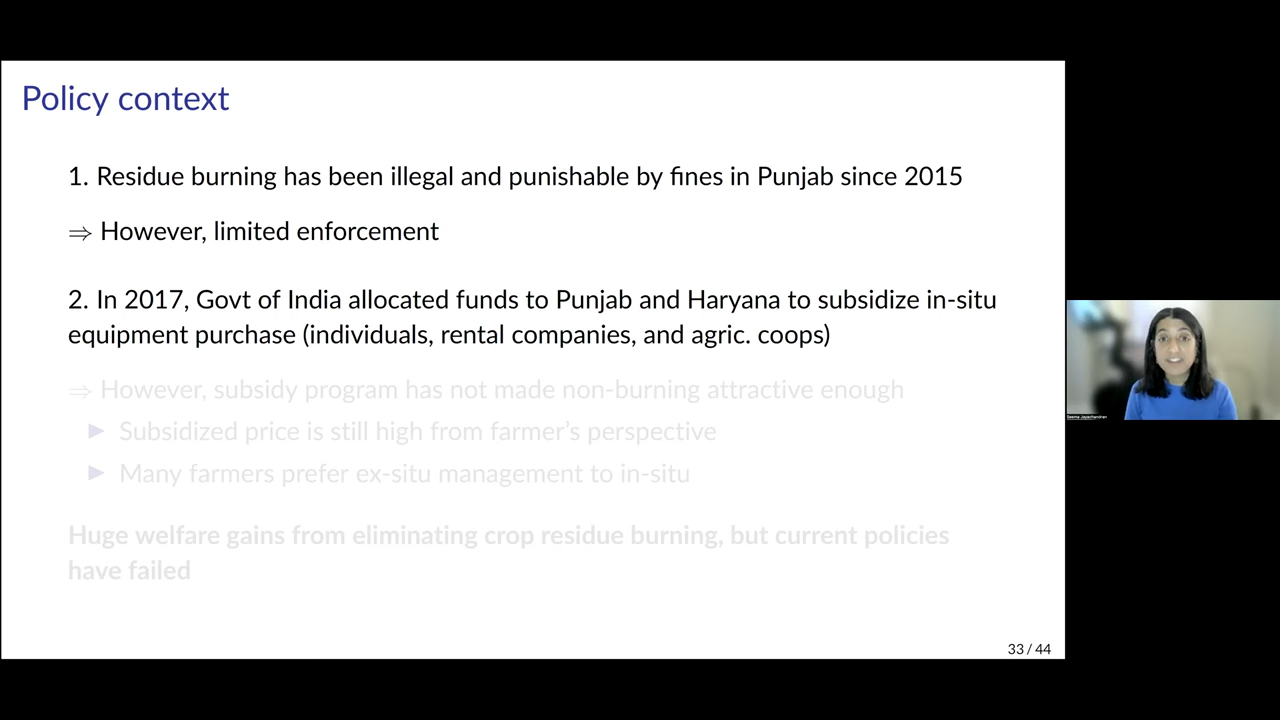 Policy context
1. Residue burning has been illegal and punishable by fines in Punjab since 2015
⇒ However, limited enforcement
2. In 2017, Govt of India allocated funds to Punjab and Haryana to subsidize in-situ
equipment purchase (individuals, rental companies, and agric. coops)
⇒ However, subsidy program has not made non-burning attractive enough
▶ Subsidized price is still high from farmer's perspective
▶ Many farmers prefer ex-situ management to in-situ
Huge welfare gains from eliminating crop residue burning, but current policies
have failed
33 / 44
Seema Jayachandran